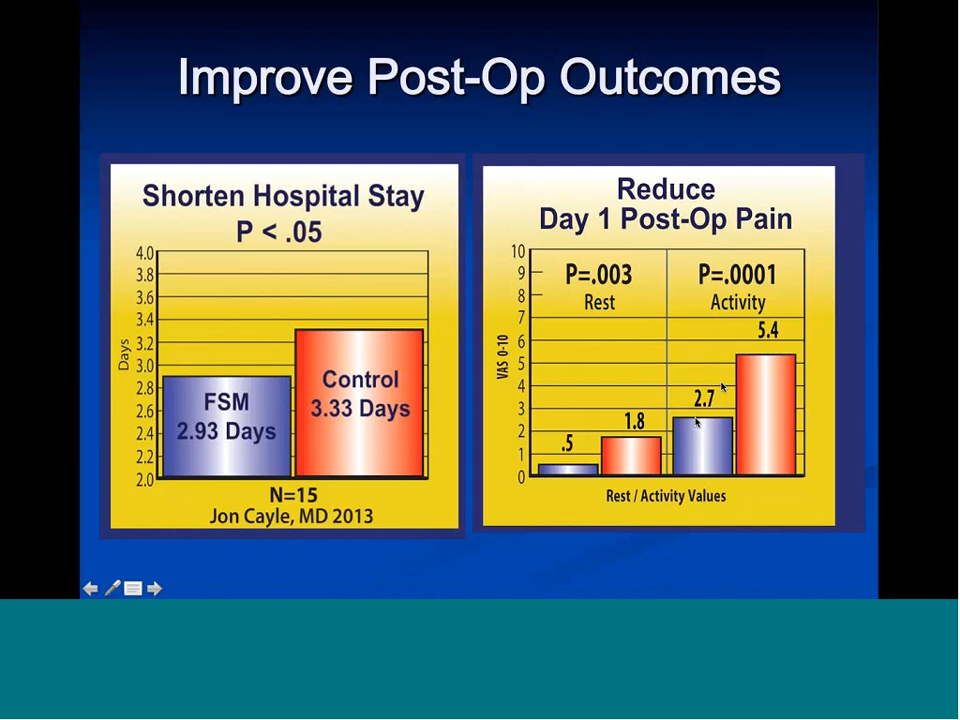 Improve Post-Op Outcomes
Shorten Hospital Stay
P < .05
4.0
3.8
3.6
3.4
3.2
3.0
2.8
2.6
2.4
2.2
2.0
Days
FSM
2.93 Days
Control
3.33 Days
N=15
Jon Cayle, MD 2013
Reduce
Day 1 Post-Op Pain
10
9
8
7
6
5
4
3
2
1
0
VAS 0-10
P=.003
Rest
P=.0001
Activity
.5
1.8
2.7
5.4
Rest / Activity Values